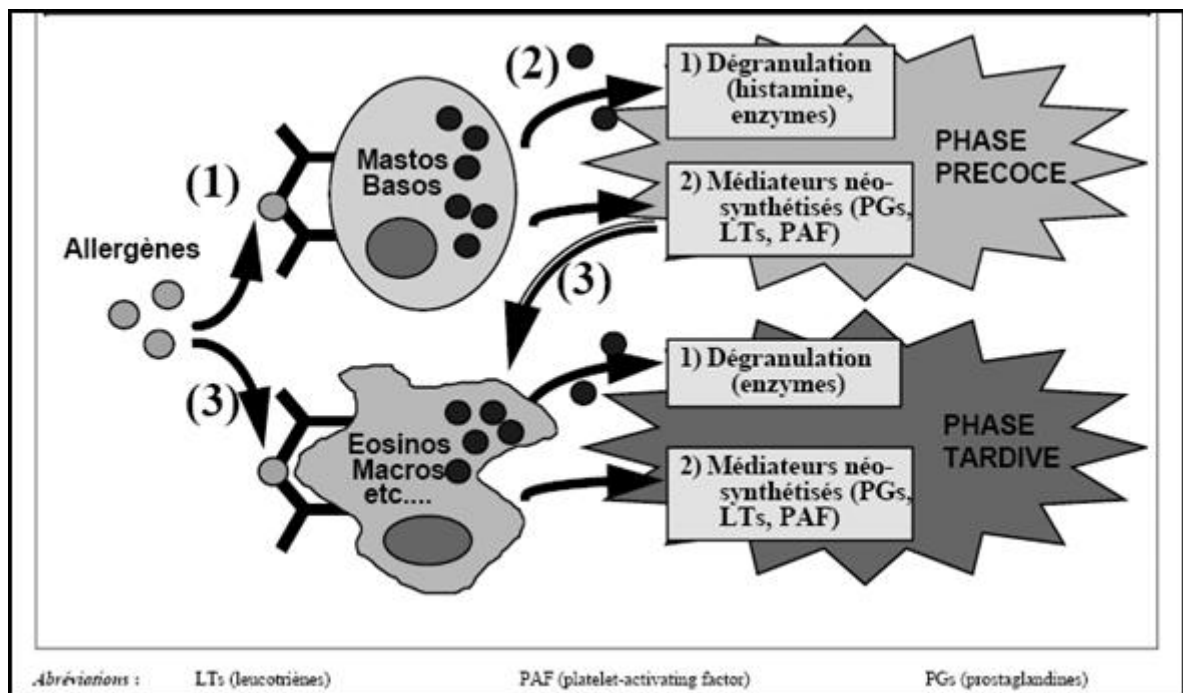 (1)
Allergènes
(3)
Mastos
Basos
(2)
1) Dégranulation
(histamine,
enzymes)
2) Médiateurs néo-
synthétisés (PGs,
LTs, PAF)
PHASE
PRECOCE
(3)
Eosinos
Macros
etc....
1) Dégranulation
(enzymes)
2) Médiateurs néo-
synthétisés (PGs,
LTs, PAF)
PHASE
TARDIVE
Abréviations : LTs (leucotriènes) PAF (platelet-activating factor) PGs (prostaglandines)